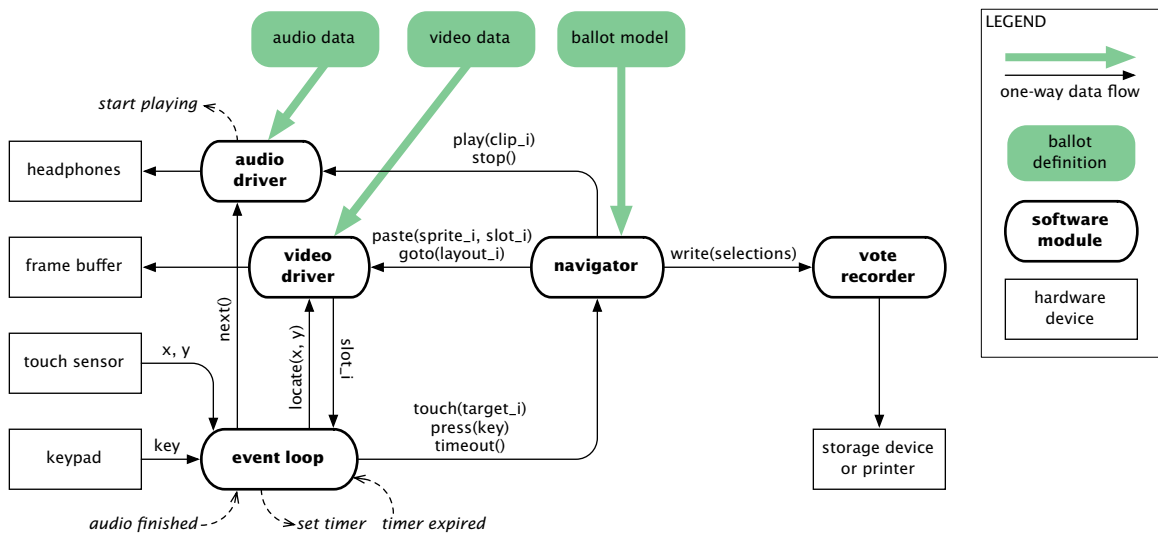 audio data
video data
ballot model
LEGEND
one-way data flow
ballot
definition
software
module
hardware
device
start playing
headphones
audio
driver
play(clip_i)
stop()
frame buffer
video
driver
paste(sprite_i, slot_i)
goto(layout_i)
navigator
write(selections)
vote
recorder
next()
locate(x, y)
slot_i
touch sensor
x, y
keypad
key
event loop
touch(target_i)
press(key)
timeout()
storage device
or printer
audio finished
set timer
timer expired